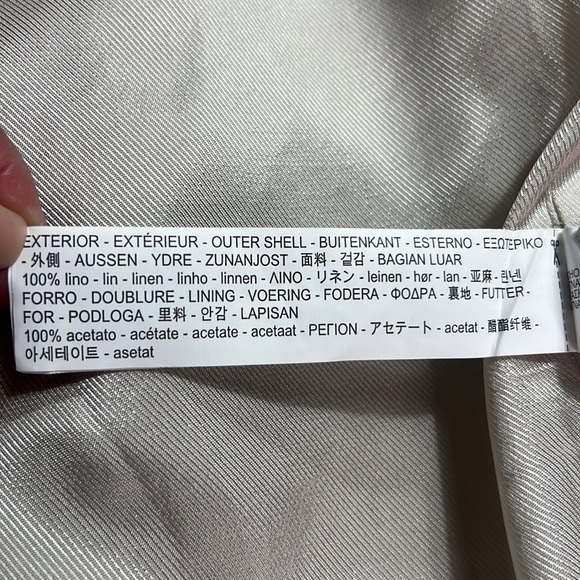 EXTERIOR - EXTÉRIEUR - OUTER SHELL - BUITENKANT - ESTERNO - ΕΞΩΤΕΡΙΚΟ
- 外側 - AUSSEN - YDRE - ZUNANJOST - 面料 - 겉감 - BAGIAN LUAR
100% lino - lin - linen - linho - linnen - ΛΙΝΟ - リネン - leinen - hør - lan - 亚麻 - 린넨
FORRO - DOUBLURE - LINING - VOERING - FODERA - ΦΟΔΡΑ - 裏地 - FUTTER -
FOR - PODLOGA - 里料 - 안감 - LAPISAN
100% acetato - acétate - acetate - acetaat - ΡΕΓΙΟΝ - アセテート - acetat - 醋酯纤维 -
아세테이트 - asetat